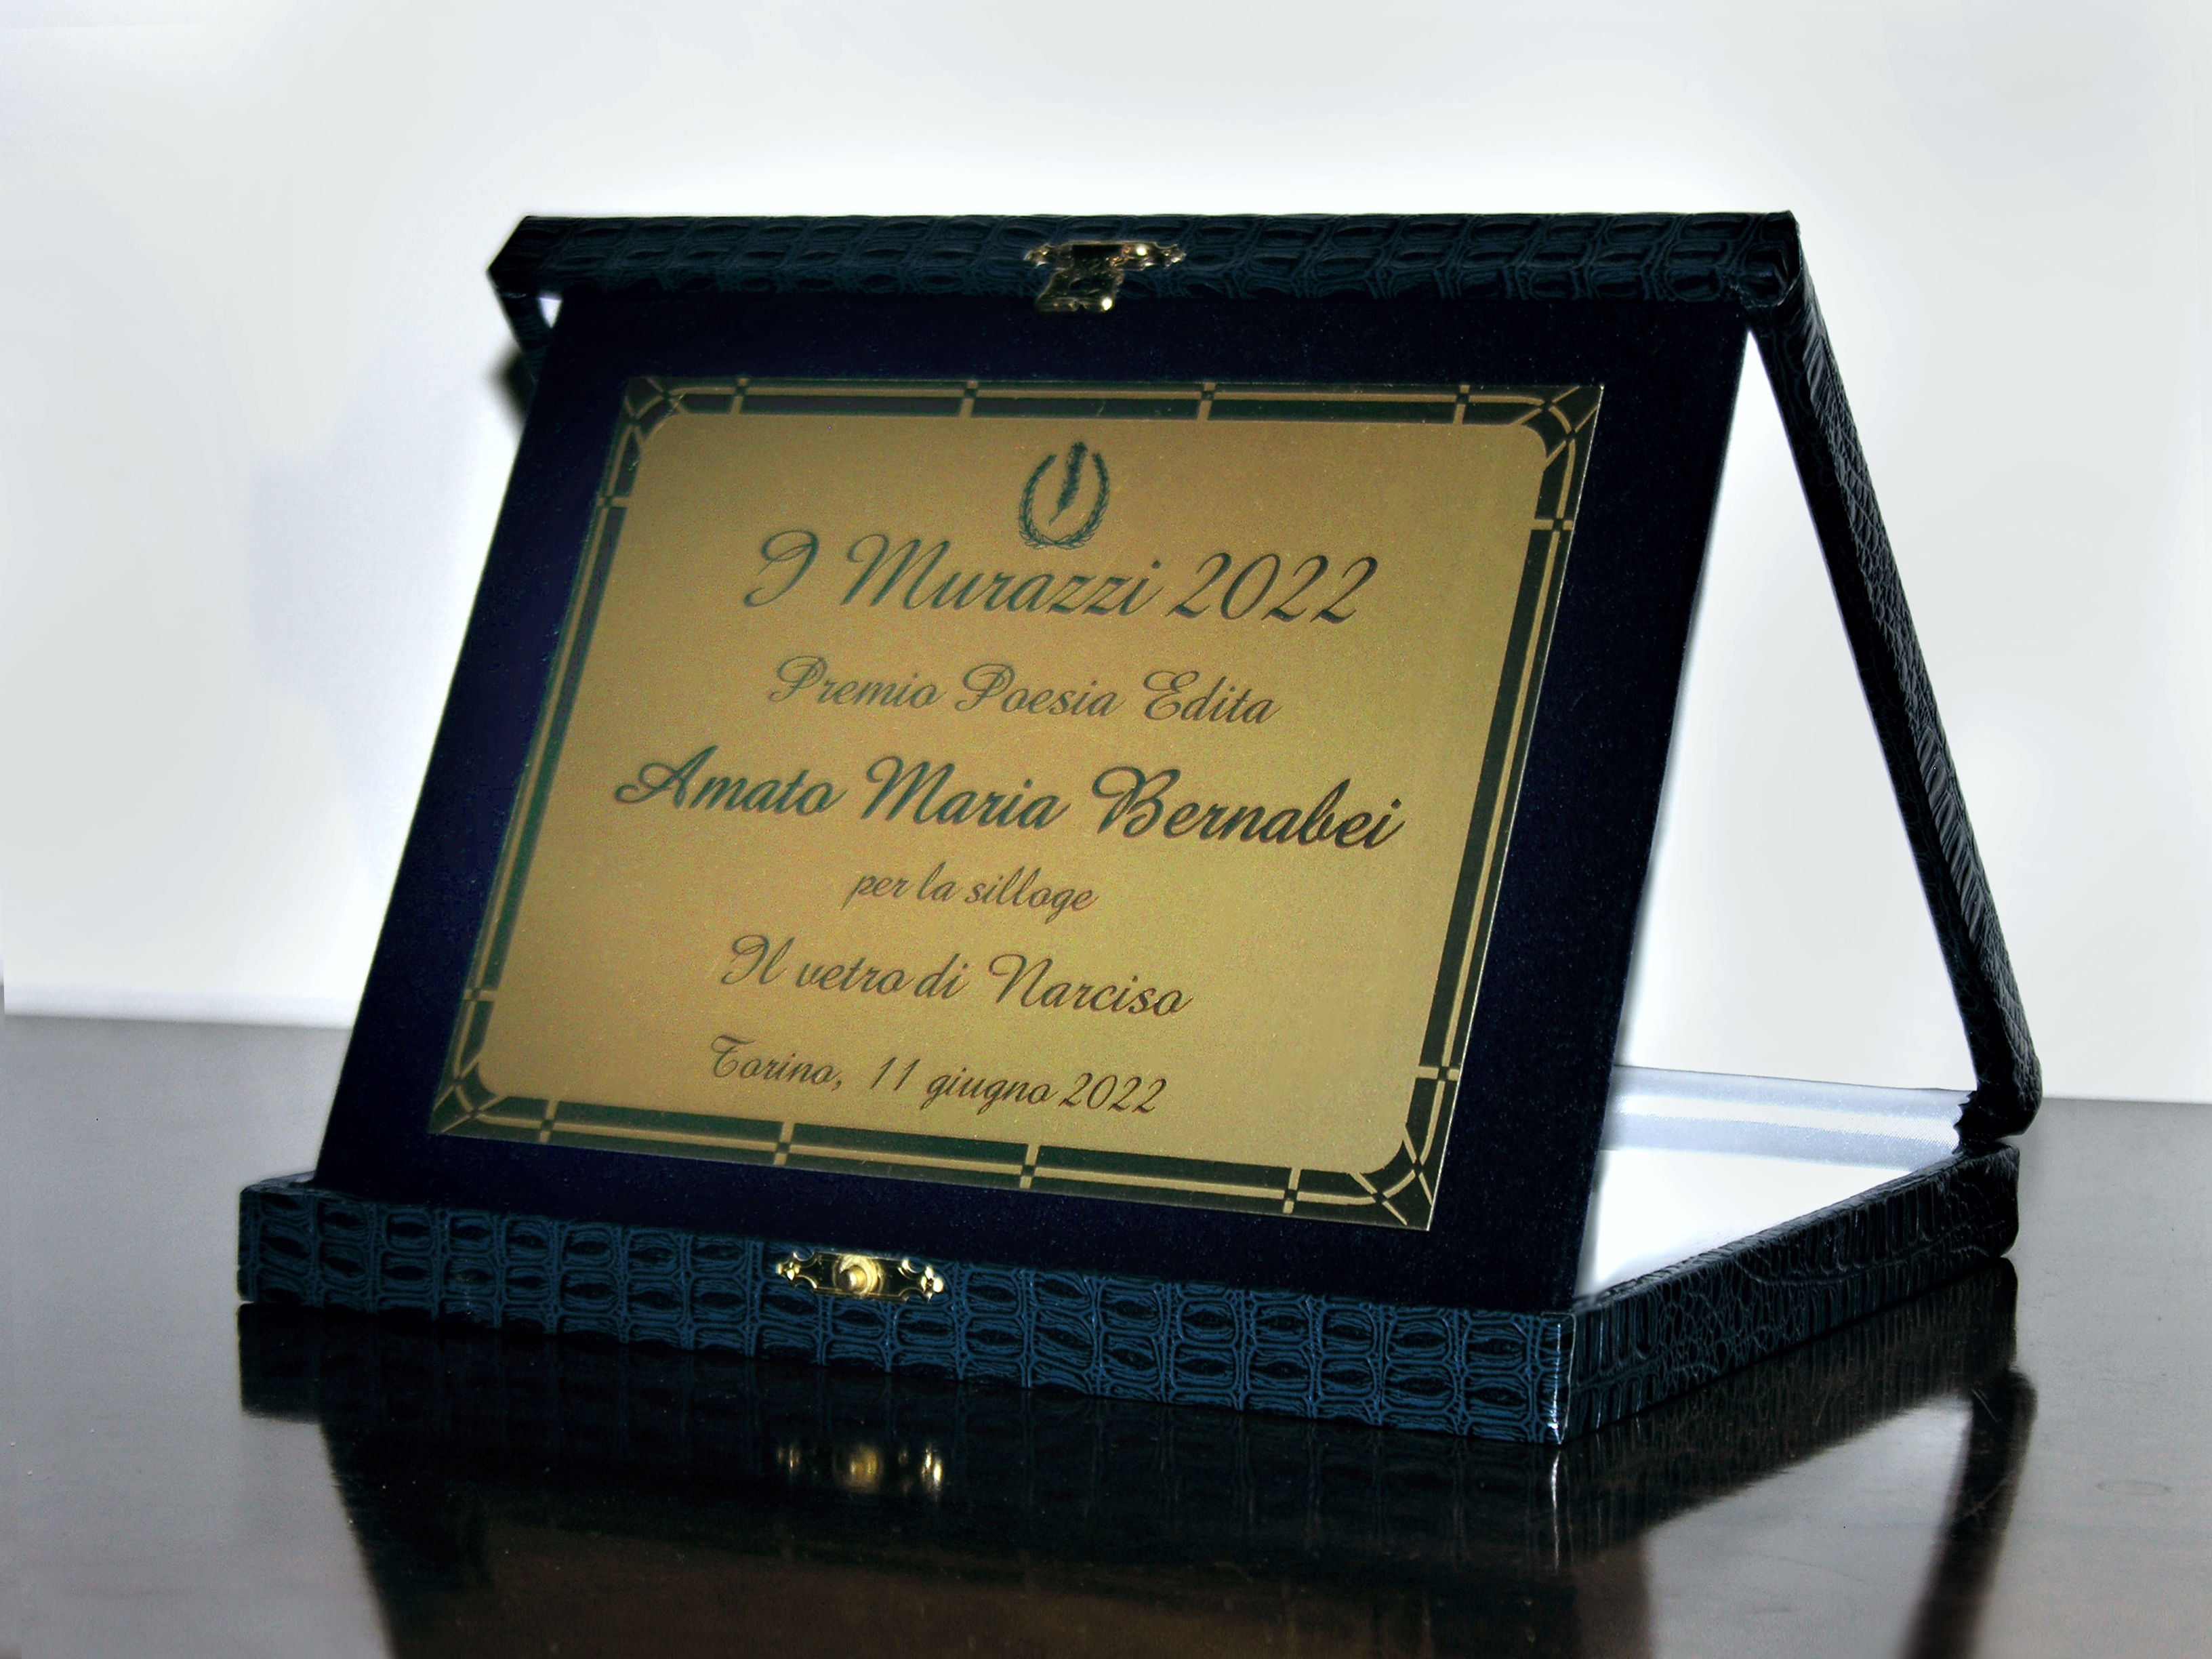 I Murazzi 2022
Premio Poesia Edita
Amato Maria Bernabei
per la silloge
Il vetro di Narciso
Torino, 11 giugno 2022